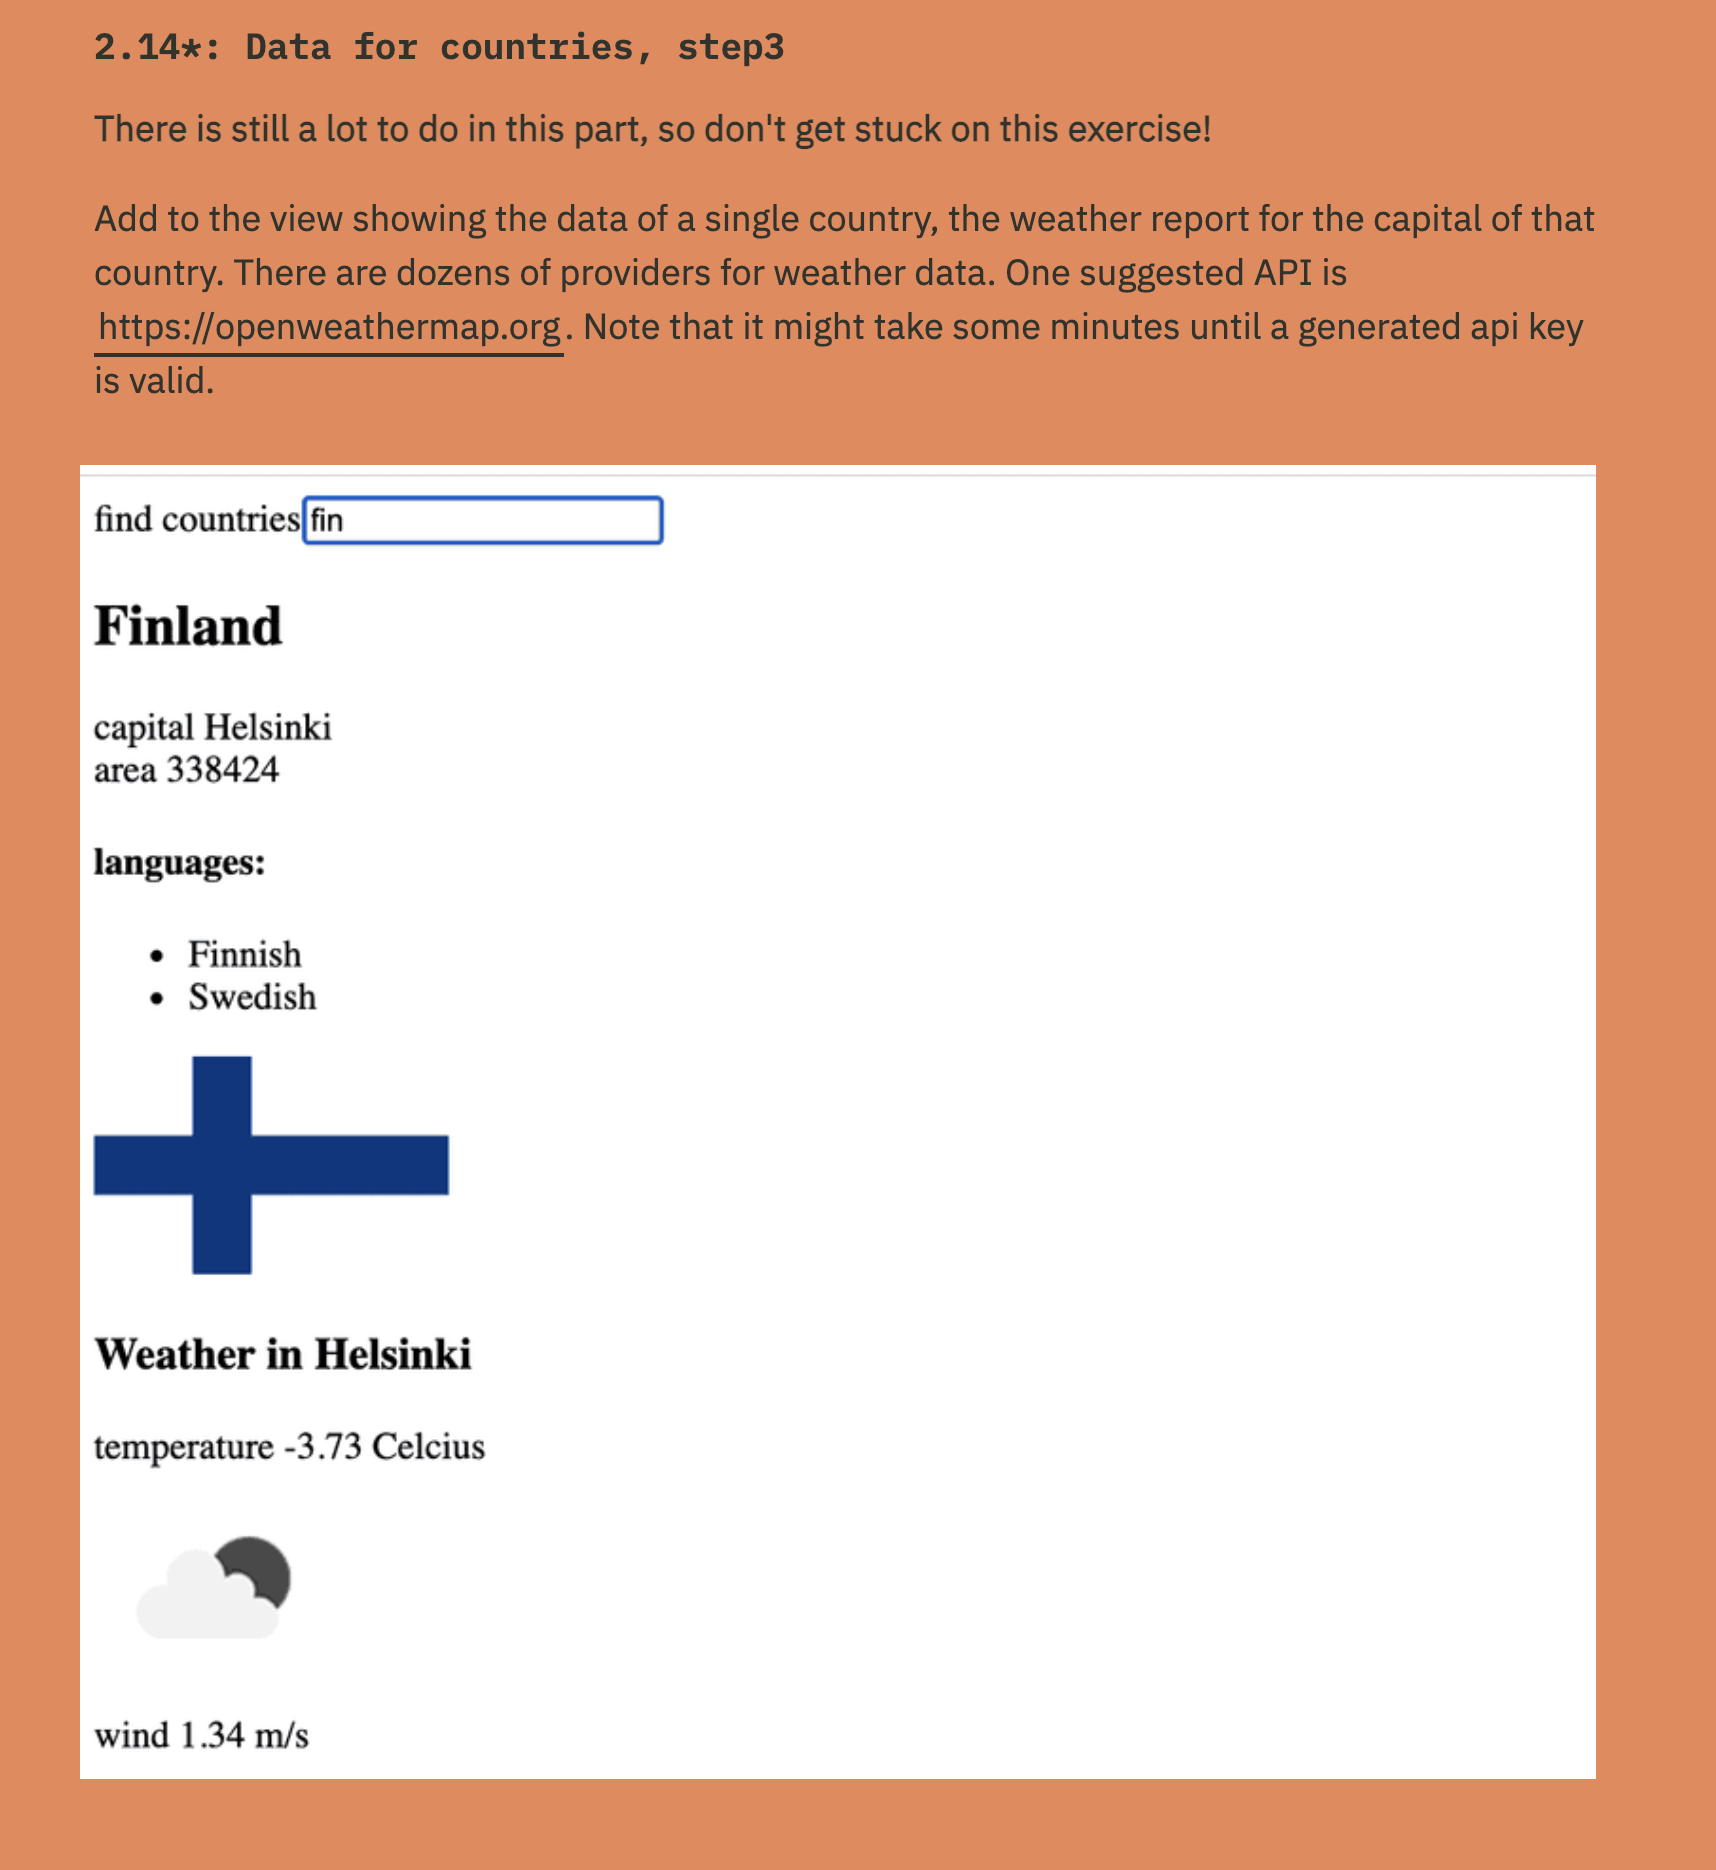 2.14*: Data for countries, step3
There is still a lot to do in this part, so don't get stuck on this exercise!
Add to the view showing the data of a single country, the weather report for the capital of that
country. There are dozens of providers for weather data. One suggested API is
https://openweathermap.org. Note that it might take some minutes until a generated api key
is valid.
find countries fin
Finland
capital Helsinki
area 338424
languages:
• Finnish
• Swedish
Weather in Helsinki
temperature -3.73 Celcius
wind 1.34 m/s